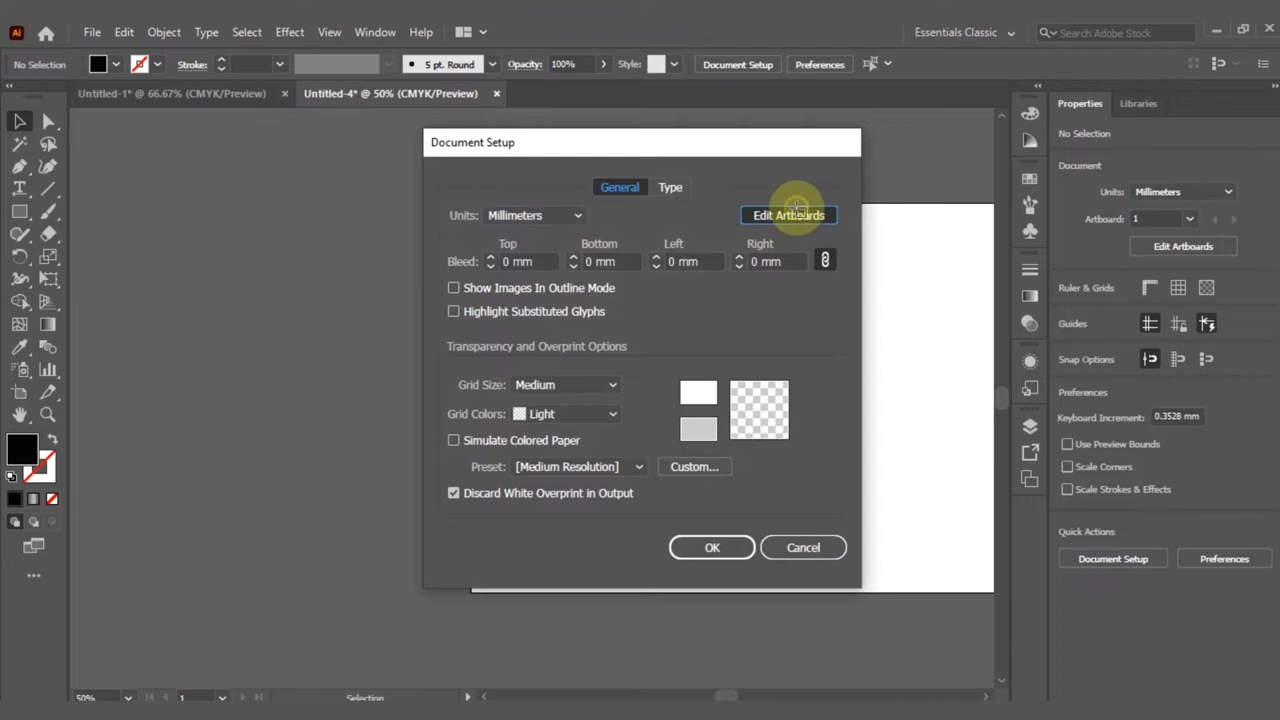 Ai File Edit Object Type Select Effect View Window Help Essentials Classic Search Adobe Stock
No Selection Stroke: 5 pt. Round Opacity: 100% Style: Document Setup Preferences
Untitled-1* @ 66.67% (CMYK/Preview) Untitled-4* @ 50% (CMYK/Preview)
Properties Libraries
No Selection
Document
Units: Millimeters
Artboard: 1
Edit Artboards
Ruler & Grids
Guides
Snap Options
Preferences
Keyboard Increment: 0.3528 mm
Use Preview Bounds
Scale Corners
Scale Strokes & Effects
Quick Actions
Document Setup Preferences
Document Setup
General Type
Units: Millimeters Edit Artboards
Top Bottom Left Right
Bleed: 0 mm 0 mm 0 mm 0 mm
Show Images In Outline Mode
Highlight Substituted Glyphs
Transparency and Overprint Options
Grid Size: Medium
Grid Colors: Light
Simulate Colored Paper
Preset: [Medium Resolution] Custom...
Discard White Overprint in Output
OK Cancel
50% 1 Selection